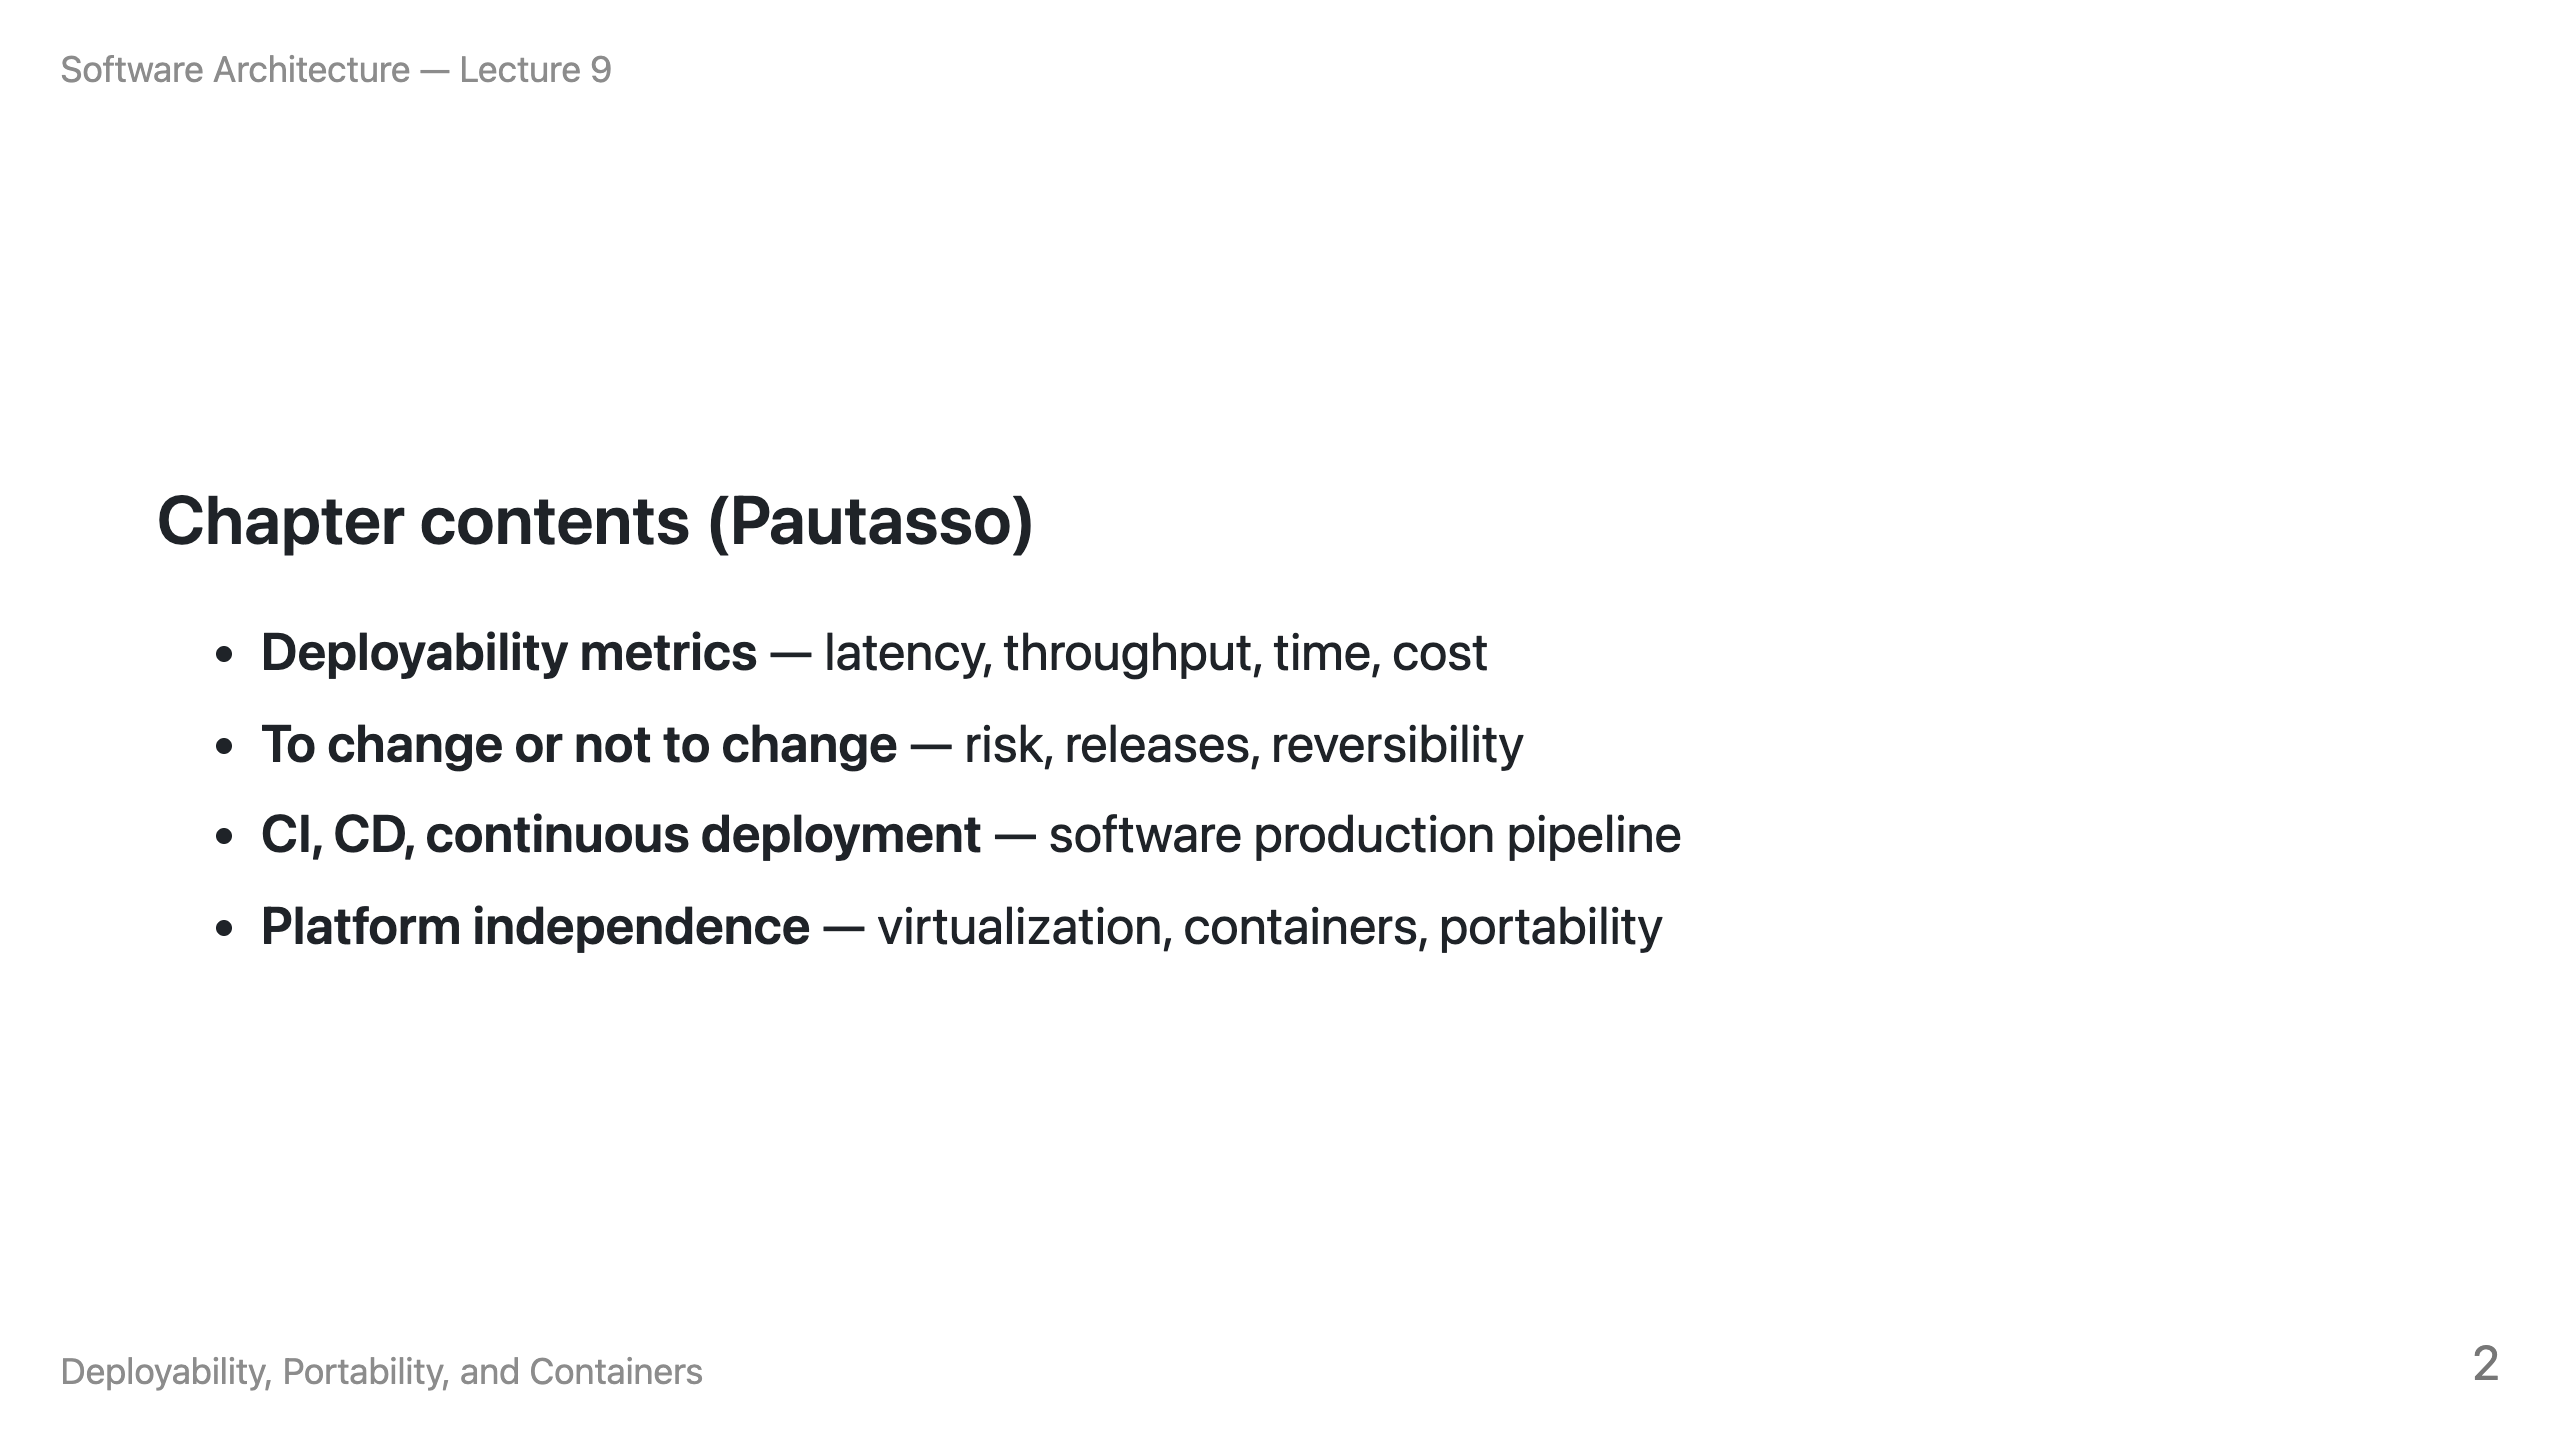 Software Architecture — Lecture 9
Chapter contents (Pautasso)
• Deployability metrics — latency, throughput, time, cost
• To change or not to change — risk, releases, reversibility
• CI, CD, continuous deployment — software production pipeline
• Platform independence — virtualization, containers, portability
Deployability, Portability, and Containers
2